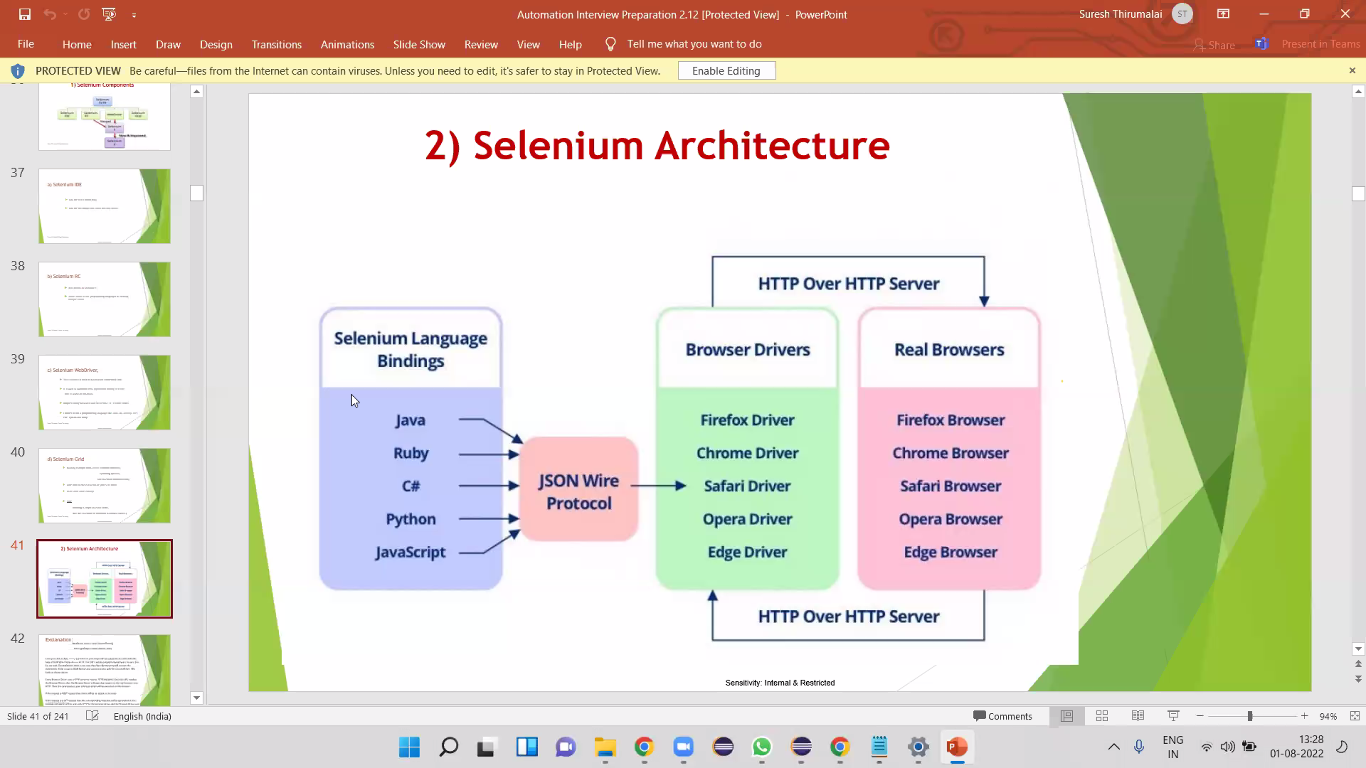 Automation Interview Preparation 2.12 [Protected View] - PowerPoint
Suresh Thirumalai ST
File Home Insert Draw Design Transitions Animations Slide Show Review View Help Tell me what you want to do Share Present in Teams
PROTECTED VIEW Be careful—files from the Internet can contain viruses. Unless you need to edit, it's safer to stay in Protected View. Enable Editing
1) Selenium Components
37
a) Selenium IDE
38
b) Selenium RC
39
c) Selenium WebDriver
40
d) Selenium Grid
41
2) Selenium Architecture
42
Explanation
2) Selenium Architecture
HTTP Over HTTP Server
Selenium Language
Bindings
Java
Ruby
C#
Python
JavaScript
JSON Wire
Protocol
Browser Drivers
Firefox Driver
Chrome Driver
Safari Driver
Opera Driver
Edge Driver
Real Browsers
Firefox Browser
Chrome Browser
Safari Browser
Opera Browser
Edge Browser
HTTP Over HTTP Server
Sensitivity: Internal & Restricted
Slide 41 of 241 English (India) Comments 94%
ENG
IN
13:28
01-08-2022